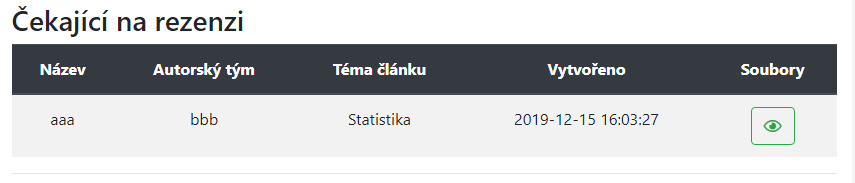 Čekající na rezenzi
Název Autorský tým Téma článku Vytvořeno Soubory
aaa bbb Statistika 2019-12-15 16:03:27